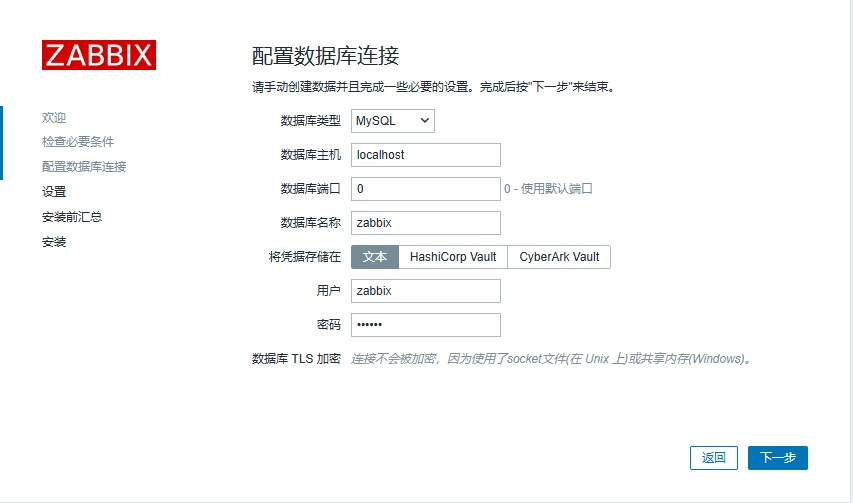 ZABBIX
欢迎
检查必要条件
配置数据库连接
设置
安装前汇总
安装
配置数据库连接
请手动创建数据并且完成一些必要的设置。完成后按"下一步"来结束。
数据库类型 MySQL
数据库主机 localhost
数据库端口 0 0 - 使用默认端口
数据库名称 zabbix
将凭据存储在 文本 HashiCorp Vault CyberArk Vault
用户 zabbix
密码 ••••••
数据库 TLS 加密 连接不会被加密，因为使用了socket文件(在 Unix 上)或共享内存(Windows)。
返回 下一步